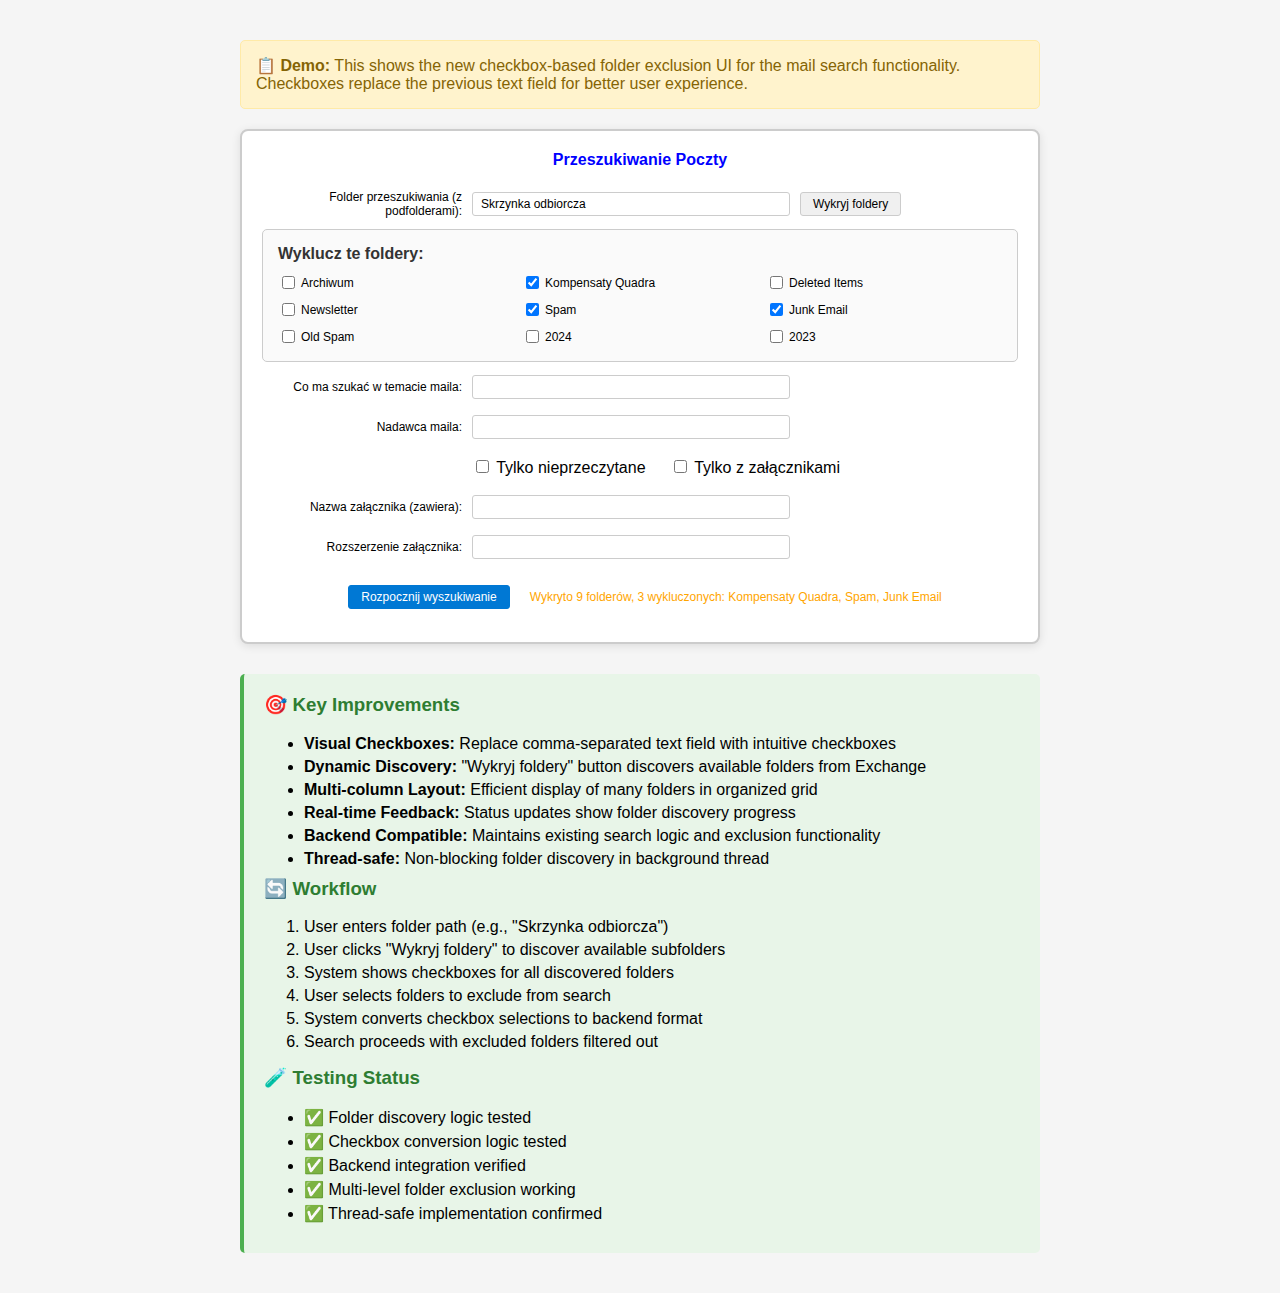 📋 Demo: This shows the new checkbox-based folder exclusion UI for the mail search functionality.
Checkboxes replace the previous text field for better user experience.
Przeszukiwanie Poczty
Folder przeszukiwania (z
podfolderami):
Skrzynka odbiorcza
Wykryj foldery
Wyklucz te foldery:
Archiwum
Kompensaty Quadra
Deleted Items
Newsletter
Spam
Junk Email
Old Spam
2024
2023
Co ma szukać w temacie maila:
Nadawca maila:
Tylko nieprzeczytane
Tylko z załącznikami
Nazwa załącznika (zawiera):
Rozszerzenie załącznika:
Rozpocznij wyszukiwanie
Wykryto 9 folderów, 3 wykluczonych: Kompensaty Quadra, Spam, Junk Email
🎯 Key Improvements
• Visual Checkboxes: Replace comma-separated text field with intuitive checkboxes
• Dynamic Discovery: "Wykryj foldery" button discovers available folders from Exchange
• Multi-column Layout: Efficient display of many folders in organized grid
• Real-time Feedback: Status updates show folder discovery progress
• Backend Compatible: Maintains existing search logic and exclusion functionality
• Thread-safe: Non-blocking folder discovery in background thread
🔄 Workflow
1. User enters folder path (e.g., "Skrzynka odbiorcza")
2. User clicks "Wykryj foldery" to discover available subfolders
3. System shows checkboxes for all discovered folders
4. User selects folders to exclude from search
5. System converts checkbox selections to backend format
6. Search proceeds with excluded folders filtered out
🧪 Testing Status
• ✅ Folder discovery logic tested
• ✅ Checkbox conversion logic tested
• ✅ Backend integration verified
• ✅ Multi-level folder exclusion working
• ✅ Thread-safe implementation confirmed